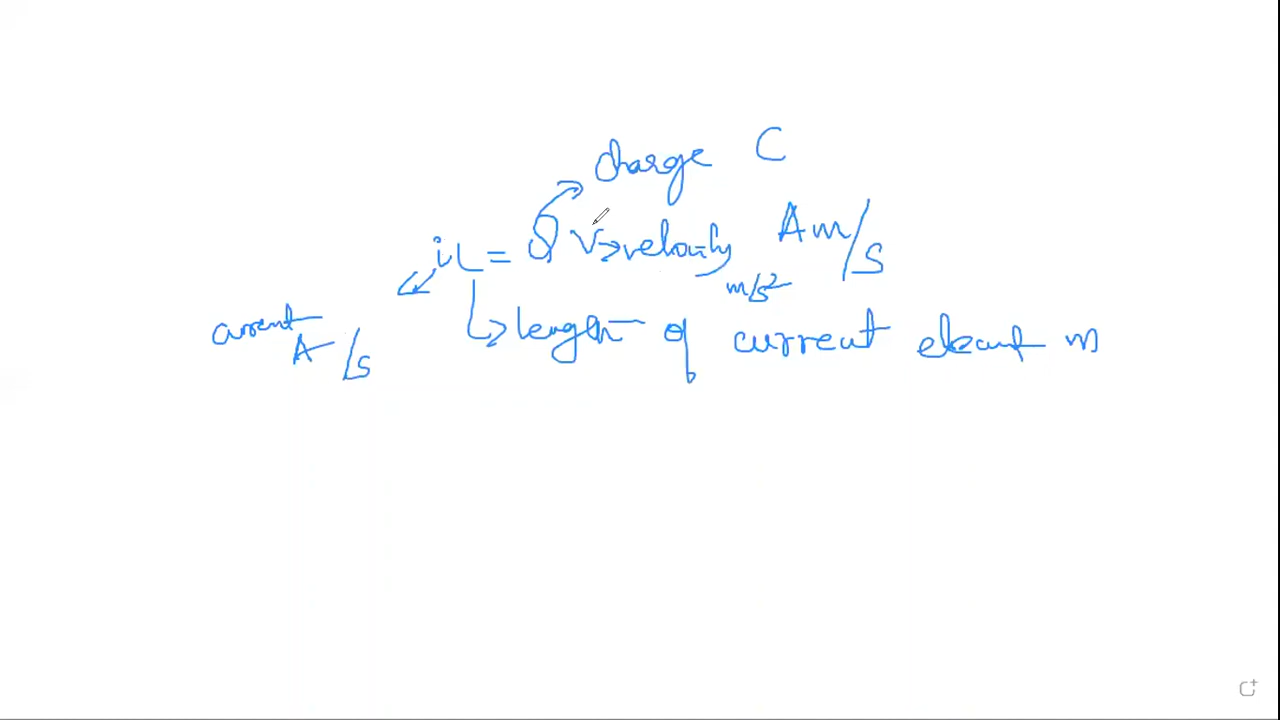 charge C
iL = Q V → velocity Am/s
m/s²
current A/s
length of current element m